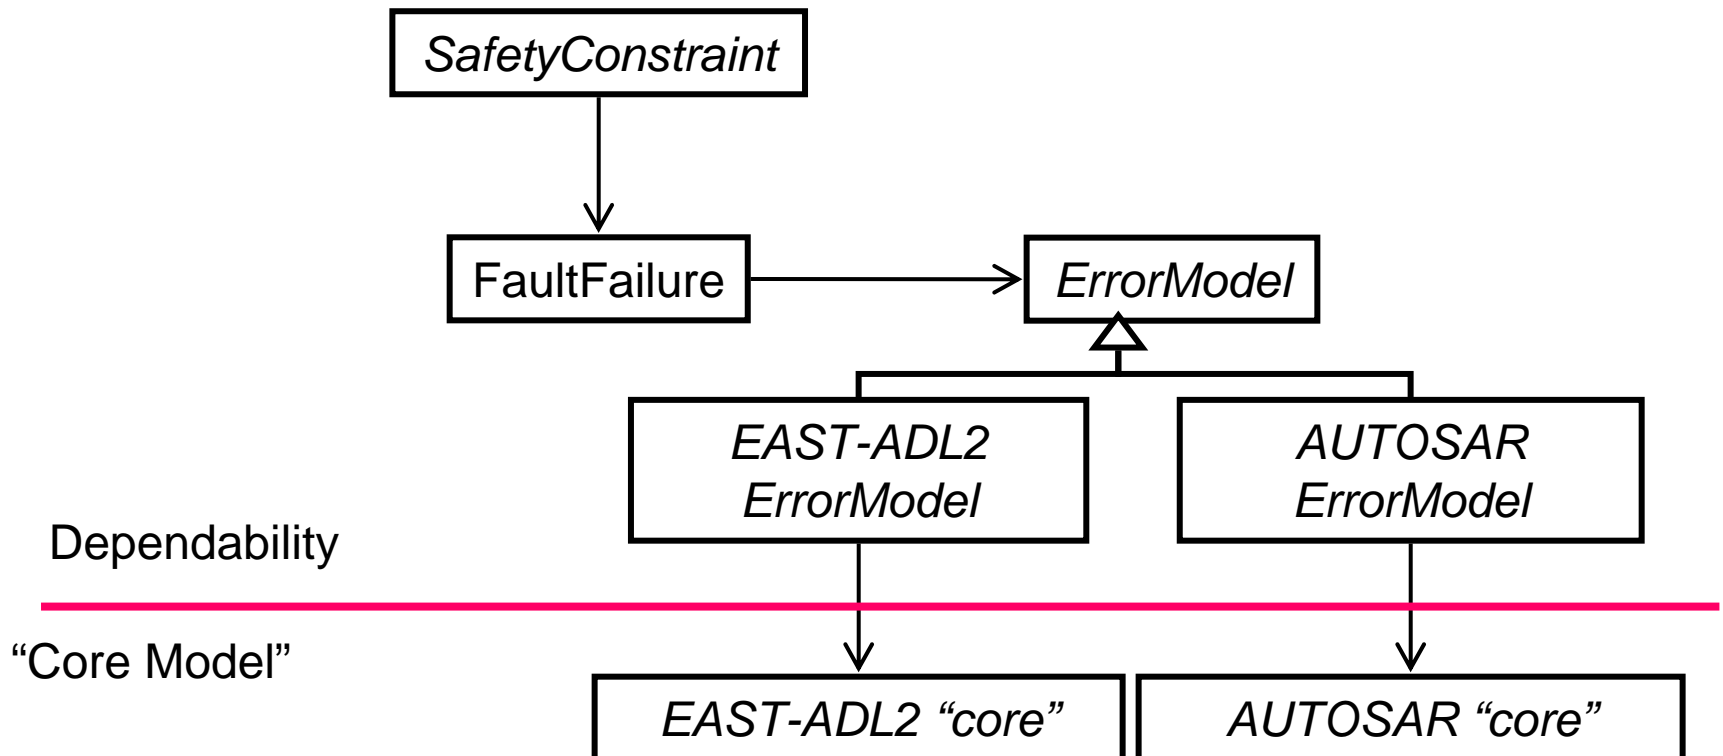 SafetyConstraint
FaultFailure
ErrorModel
EAST-ADL2
ErrorModel
AUTOSAR
ErrorModel
Dependability
“Core Model”
EAST-ADL2 “core”
AUTOSAR “core”